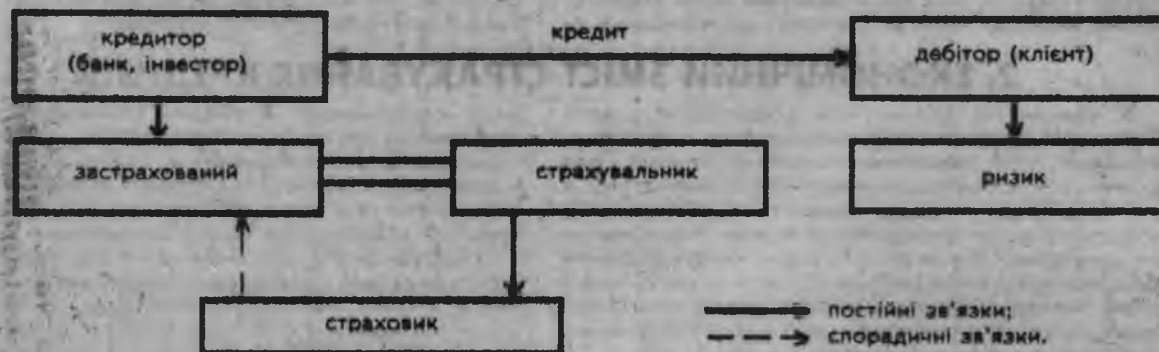 кредитор
(банк, інвестор)
кредит
дебітор (клієнт)
застрахований
страхувальник
ризик
страховик
постійні зв'язки;
спорадичні зв'язки.